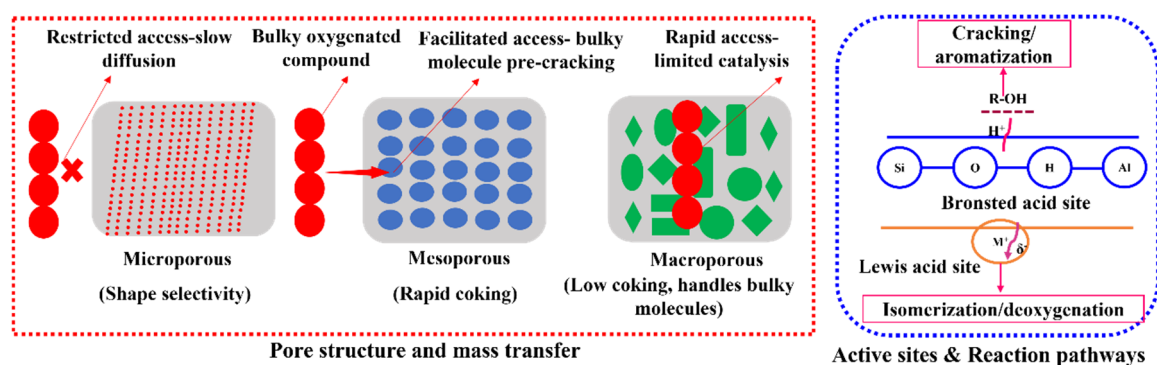 Restricted access-slow
diffusion
Bulky oxygenated
compound
Facilitated access- bulky
molecule pre-cracking
Rapid access-
limited catalysis
Microporous
(Shape selectivity)
Mesoporous
(Rapid coking)
Macroporous
(Low coking, handles bulky
molecules)
Pore structure and mass transfer
Cracking/
aromatization
R-OH
H⁺
Si
O
H
Al
Bronsted acid site
M⁺
δ⁻
Lewis acid site
Isomerization/deoxygenation
Active sites & Reaction pathways